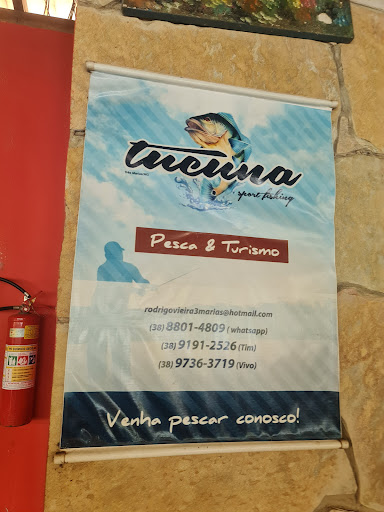 tucuna
sport fishing
Pesca & Turismo
rodrigovieira3marias@hotmail.com
(38) 8801-4809 (whatsapp)
(38) 9191-2526 (Tim)
(38) 9736-3719 (Vivo)
Venha pescar conosco!